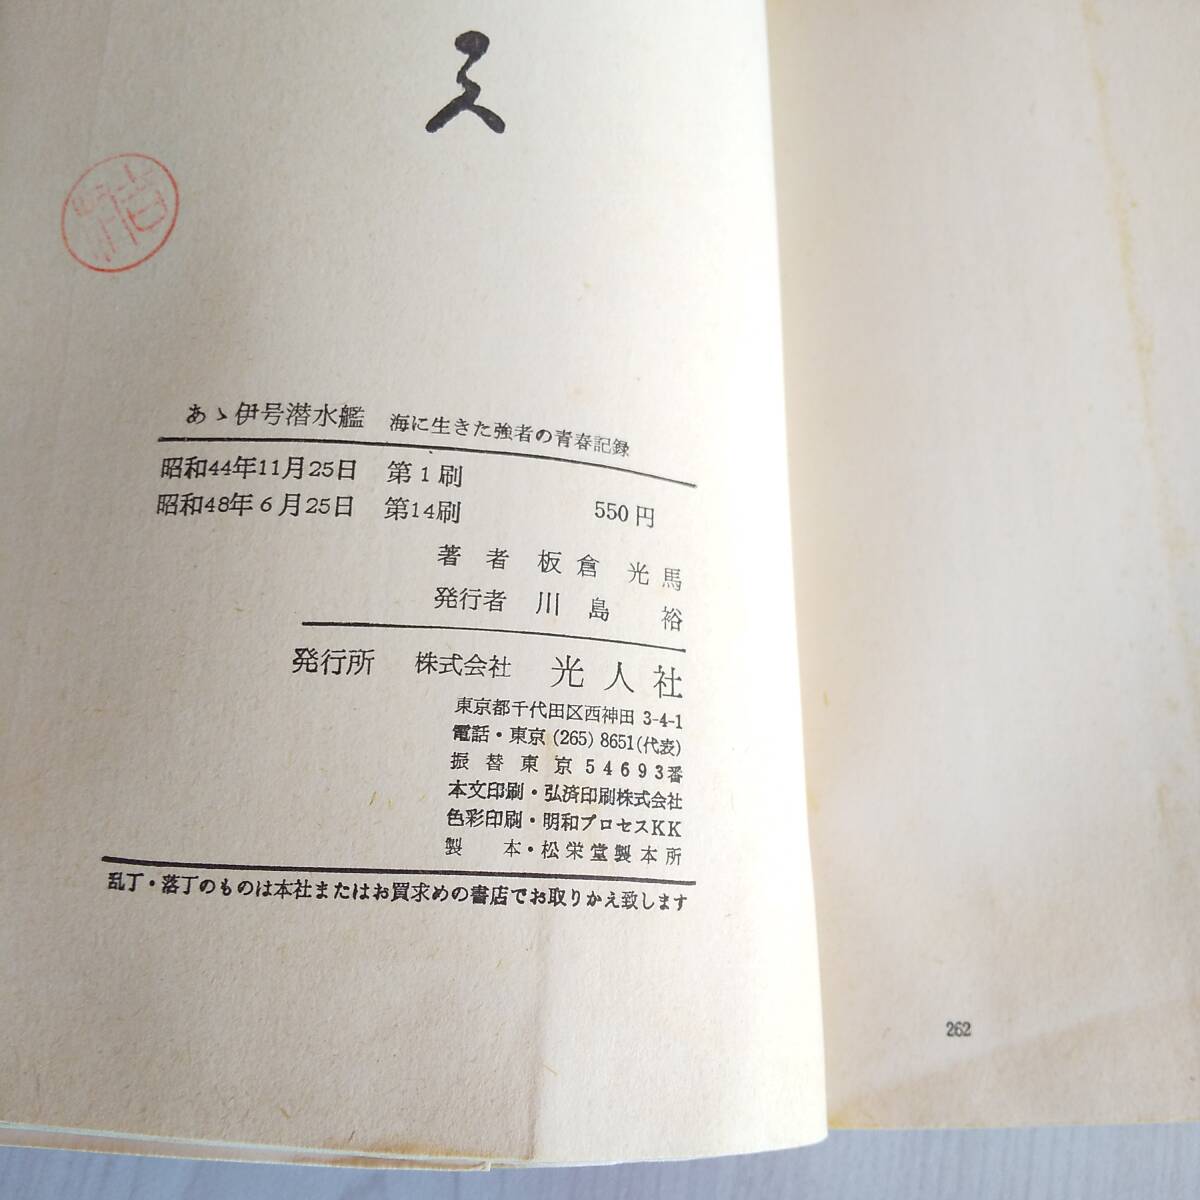 あゝ伊号潜水艦 海に生きた強者の青春記録
昭和44年11月25日 第1刷
昭和48年6月25日 第14刷 550円
著者 板倉光馬
発行者 川島裕
発行所 株式会社 光人社
東京都千代田区西神田 3-4-1
電話・東京 (265) 8651(代表)
振替東京54693番
本文印刷・弘済印刷株式会社
色彩印刷・明和プロセスKK
製本・松栄堂製本所
乱丁・落丁のものは本社またはお買求めの書店でお取りかえ致します
262